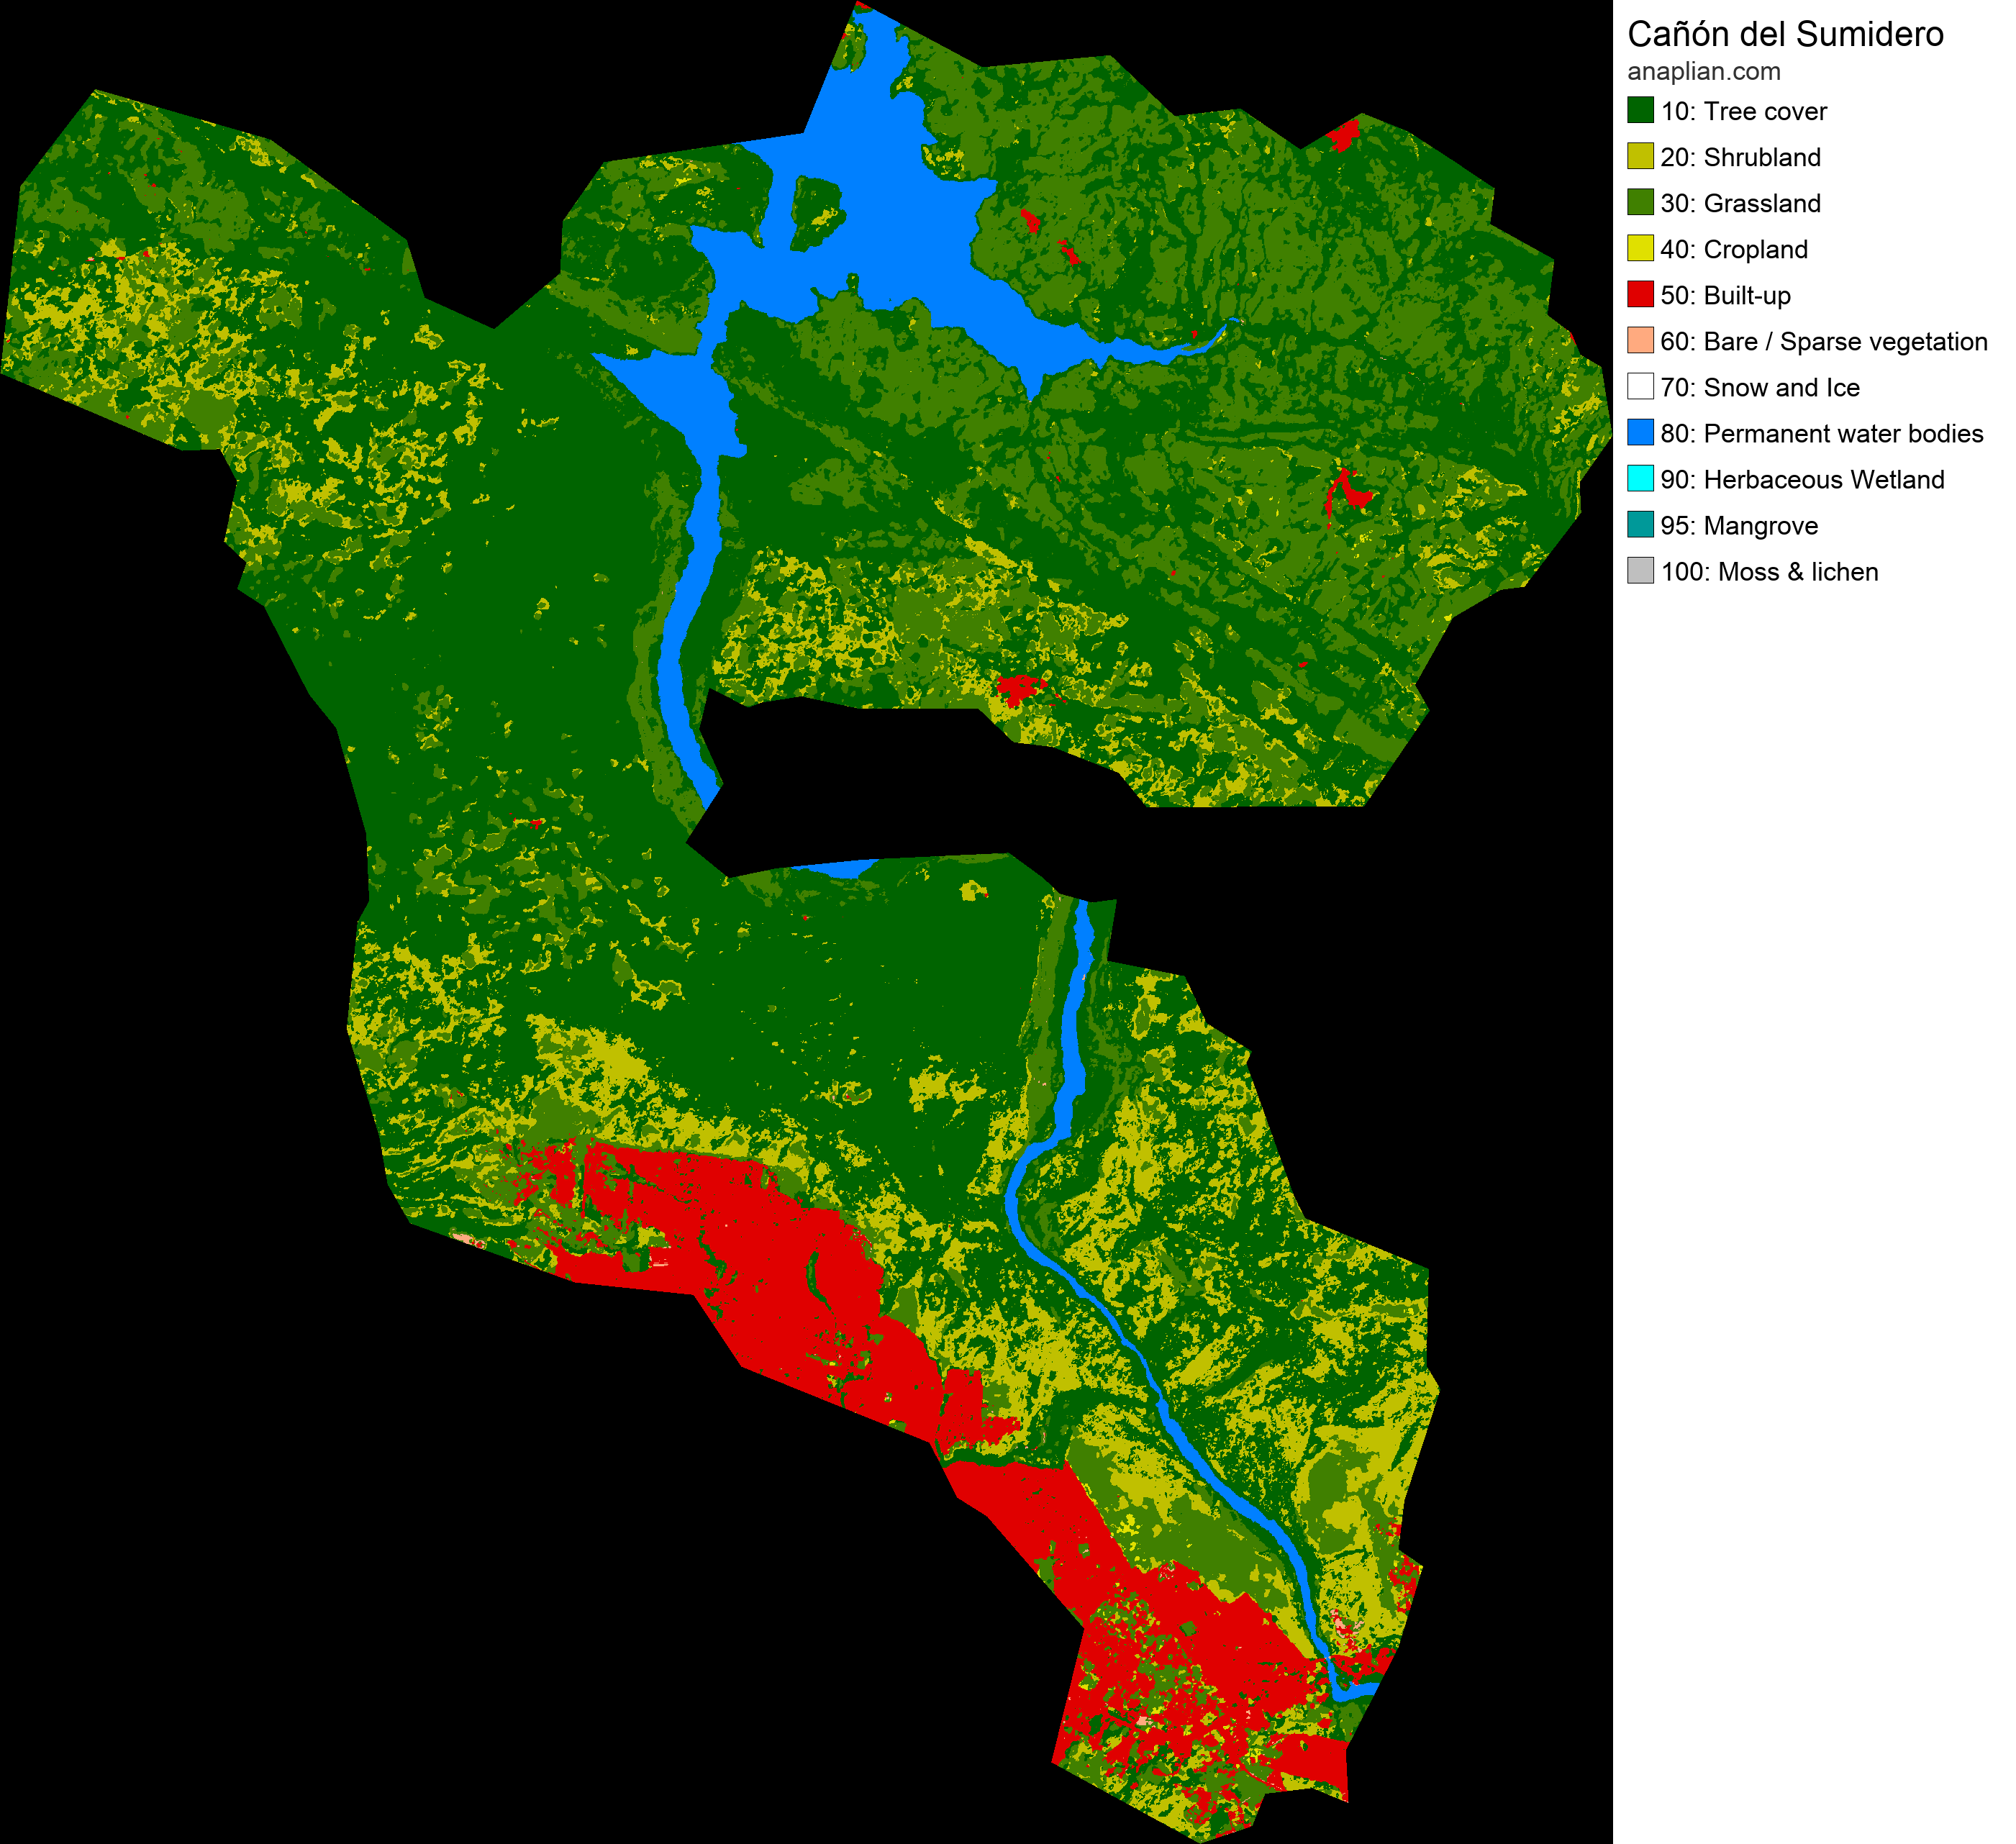 Cañón del Sumidero
anaplian.com
10: Tree cover
20: Shrubland
30: Grassland
40: Cropland
50: Built-up
60: Bare / Sparse vegetation
70: Snow and Ice
80: Permanent water bodies
90: Herbaceous Wetland
95: Mangrove
100: Moss & lichen